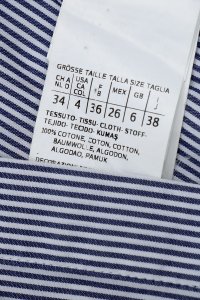 GRÖSSE TAILLE TALLA SIZE TAGLIA
CH A D NL USA CA F B MEX GB I
34 4 36 26 6 38
TESSUTO-TISSU-CLOTH-STOFF-
TEJIDO-TECIDO-KUMAŞ
100% COTONE, COTON, COTTON,
BAUMWOLLE, ALGODON,
ALGODAO, PAMUK